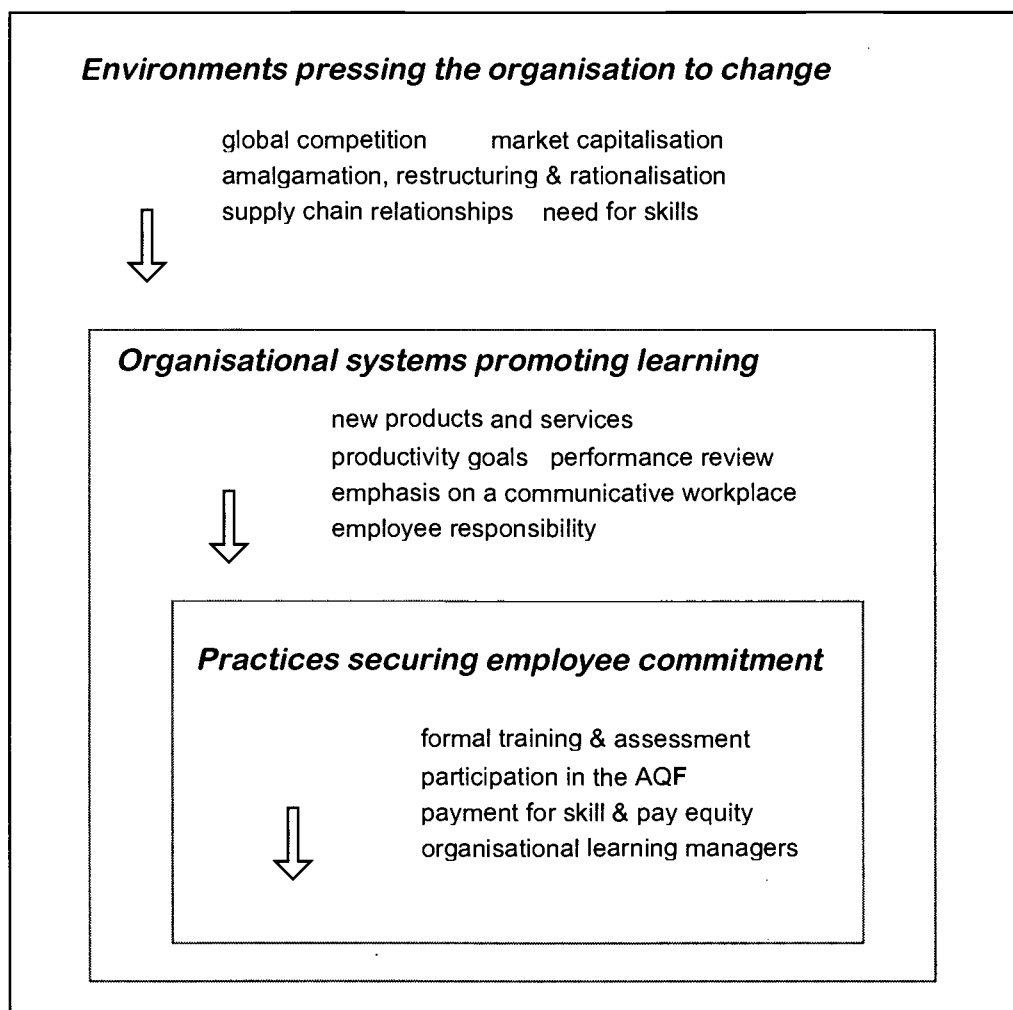 Environments pressing the organisation to change
global competition market capitalisation
amalgamation, restructuring & rationalisation
supply chain relationships need for skills
Organisational systems promoting learning
new products and services
productivity goals performance review
emphasis on a communicative workplace
employee responsibility
Practices securing employee commitment
formal training & assessment
participation in the AQF
payment for skill & pay equity
organisational learning managers